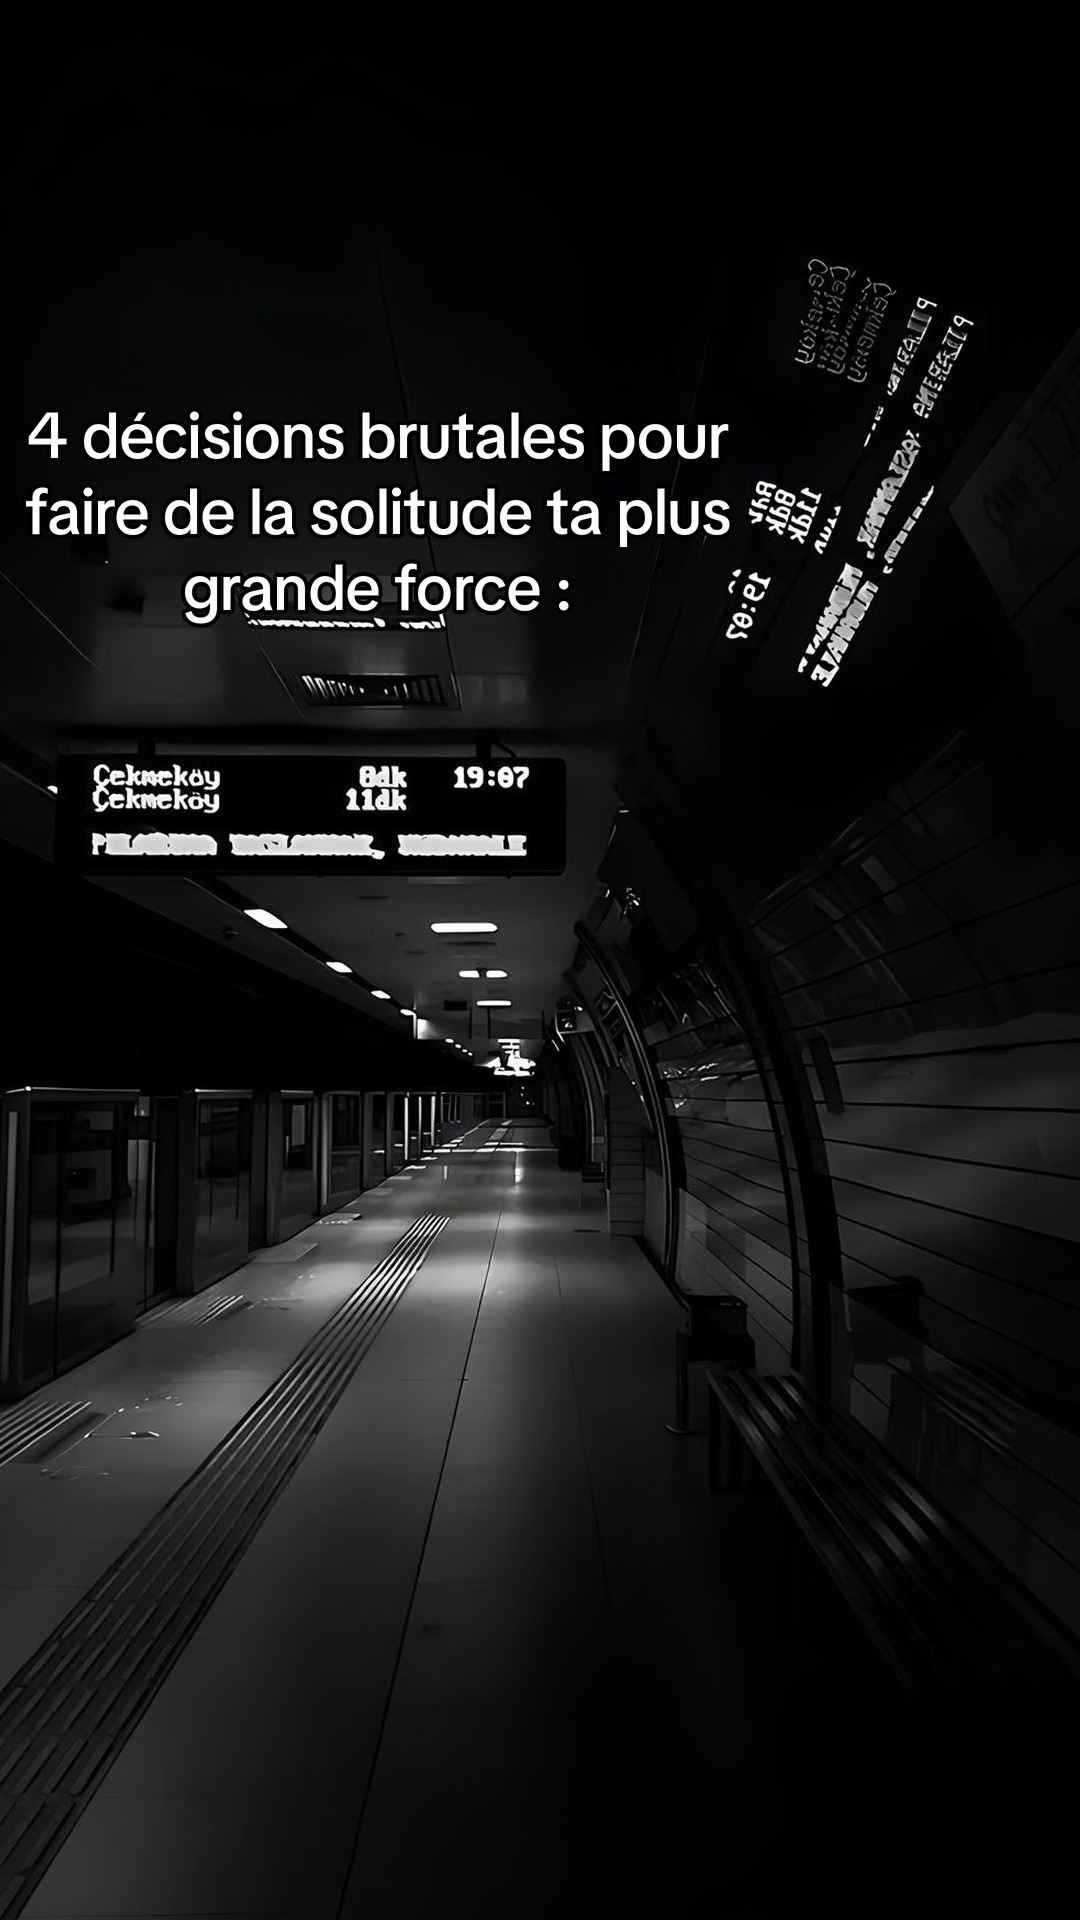 4 décisions brutales pour
faire de la solitude ta plus
grande force :
Çekmeköy 8dk 19:07
Çekmeköy 11dk